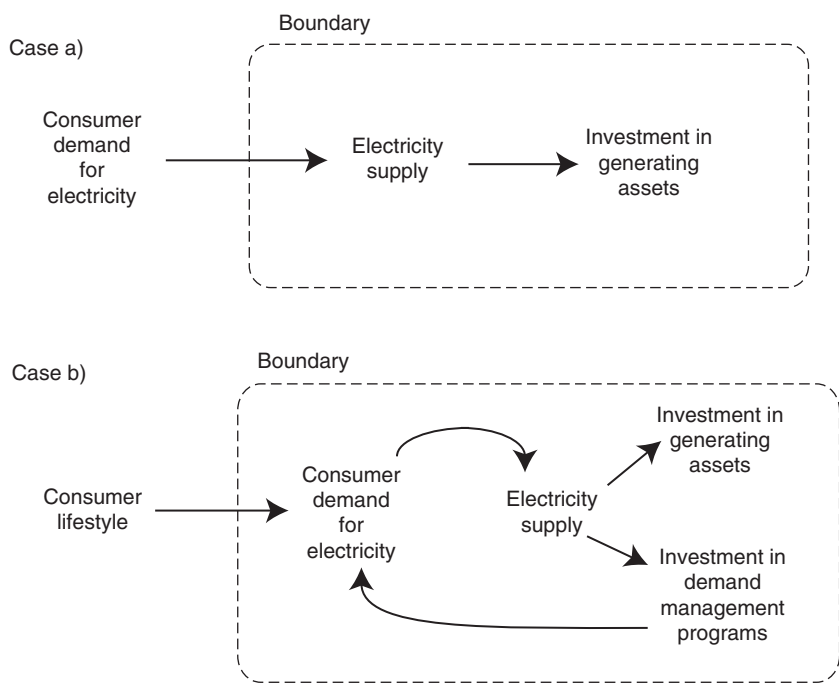 Boundary
Case a)
Consumer
demand
for
electricity
Electricity
supply
Investment in
generating
assets
Boundary
Case b)
Consumer
lifestyle
Consumer
demand
for
electricity
Electricity
supply
Investment in
generating
assets
Investment in
demand
management
programs